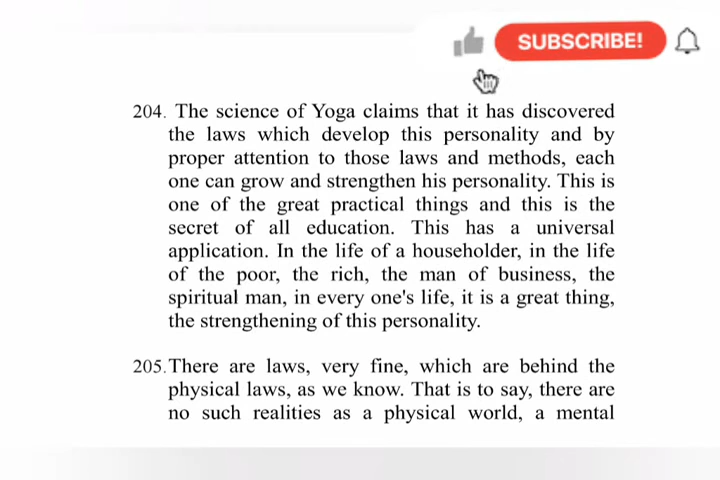 SUBSCRIBE!
204. The science of Yoga claims that it has discovered
the laws which develop this personality and by
proper attention to those laws and methods, each
one can grow and strengthen his personality. This is
one of the great practical things and this is the
secret of all education. This has a universal
application. In the life of a householder, in the life
of the poor, the rich, the man of business, the
spiritual man, in every one's life, it is a great thing,
the strengthening of this personality.
205.There are laws, very fine, which are behind the
physical laws, as we know. That is to say, there are
no such realities as a physical world, a mental